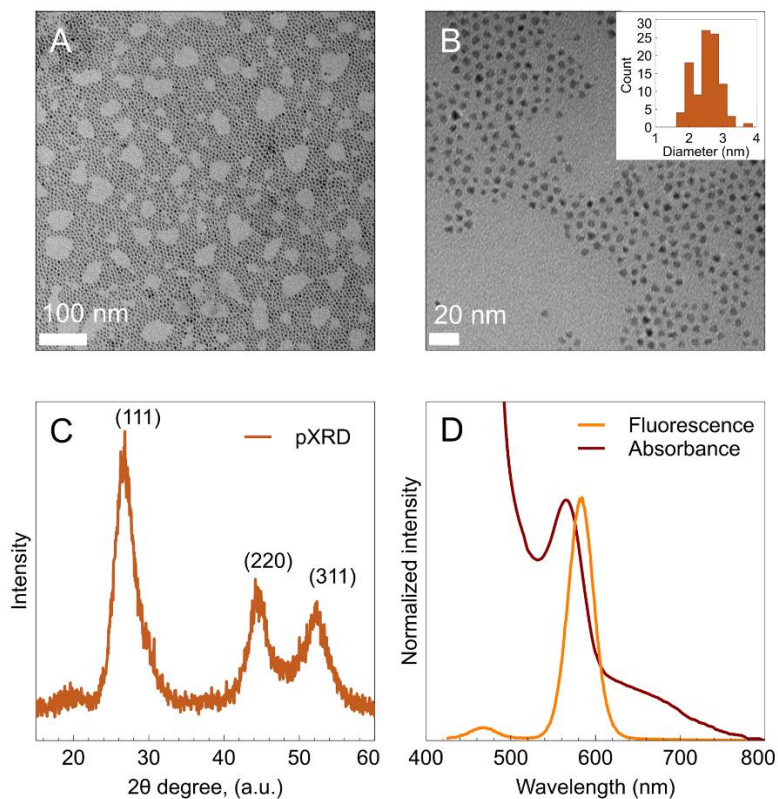 A
100 nm
B
20 nm
Count
30
25
20
15
10
5
0
1 2 3 4
Diameter (nm)
C
(111)
pXRD
(220)
(311)
Intensity
20 30 40 50 60
2θ degree, (a.u.)
D
Fluorescence
Absorbance
Normalized intensity
400 500 600 700 800
Wavelength (nm)